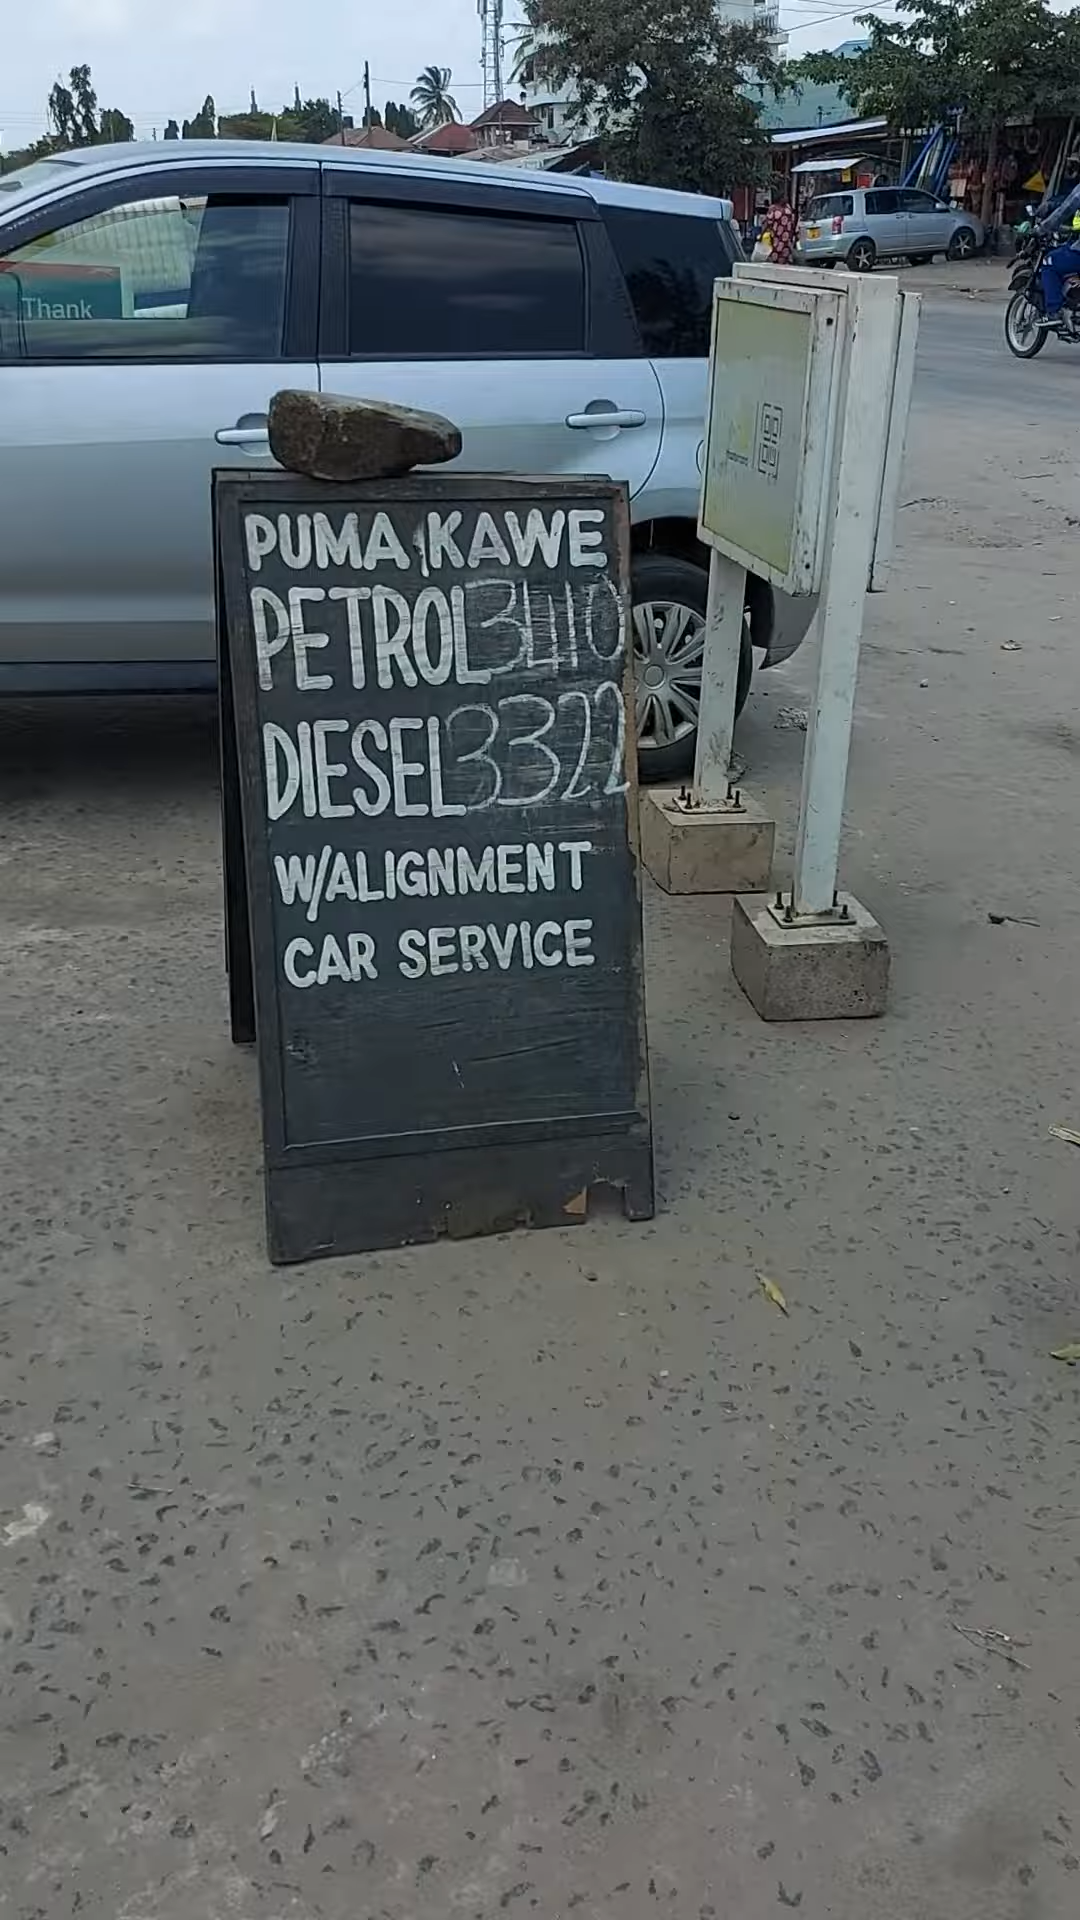 Thank
PUMA KAWE
PETROL 3410
DIESEL 3322
W/ALIGNMENT
CAR SERVICE